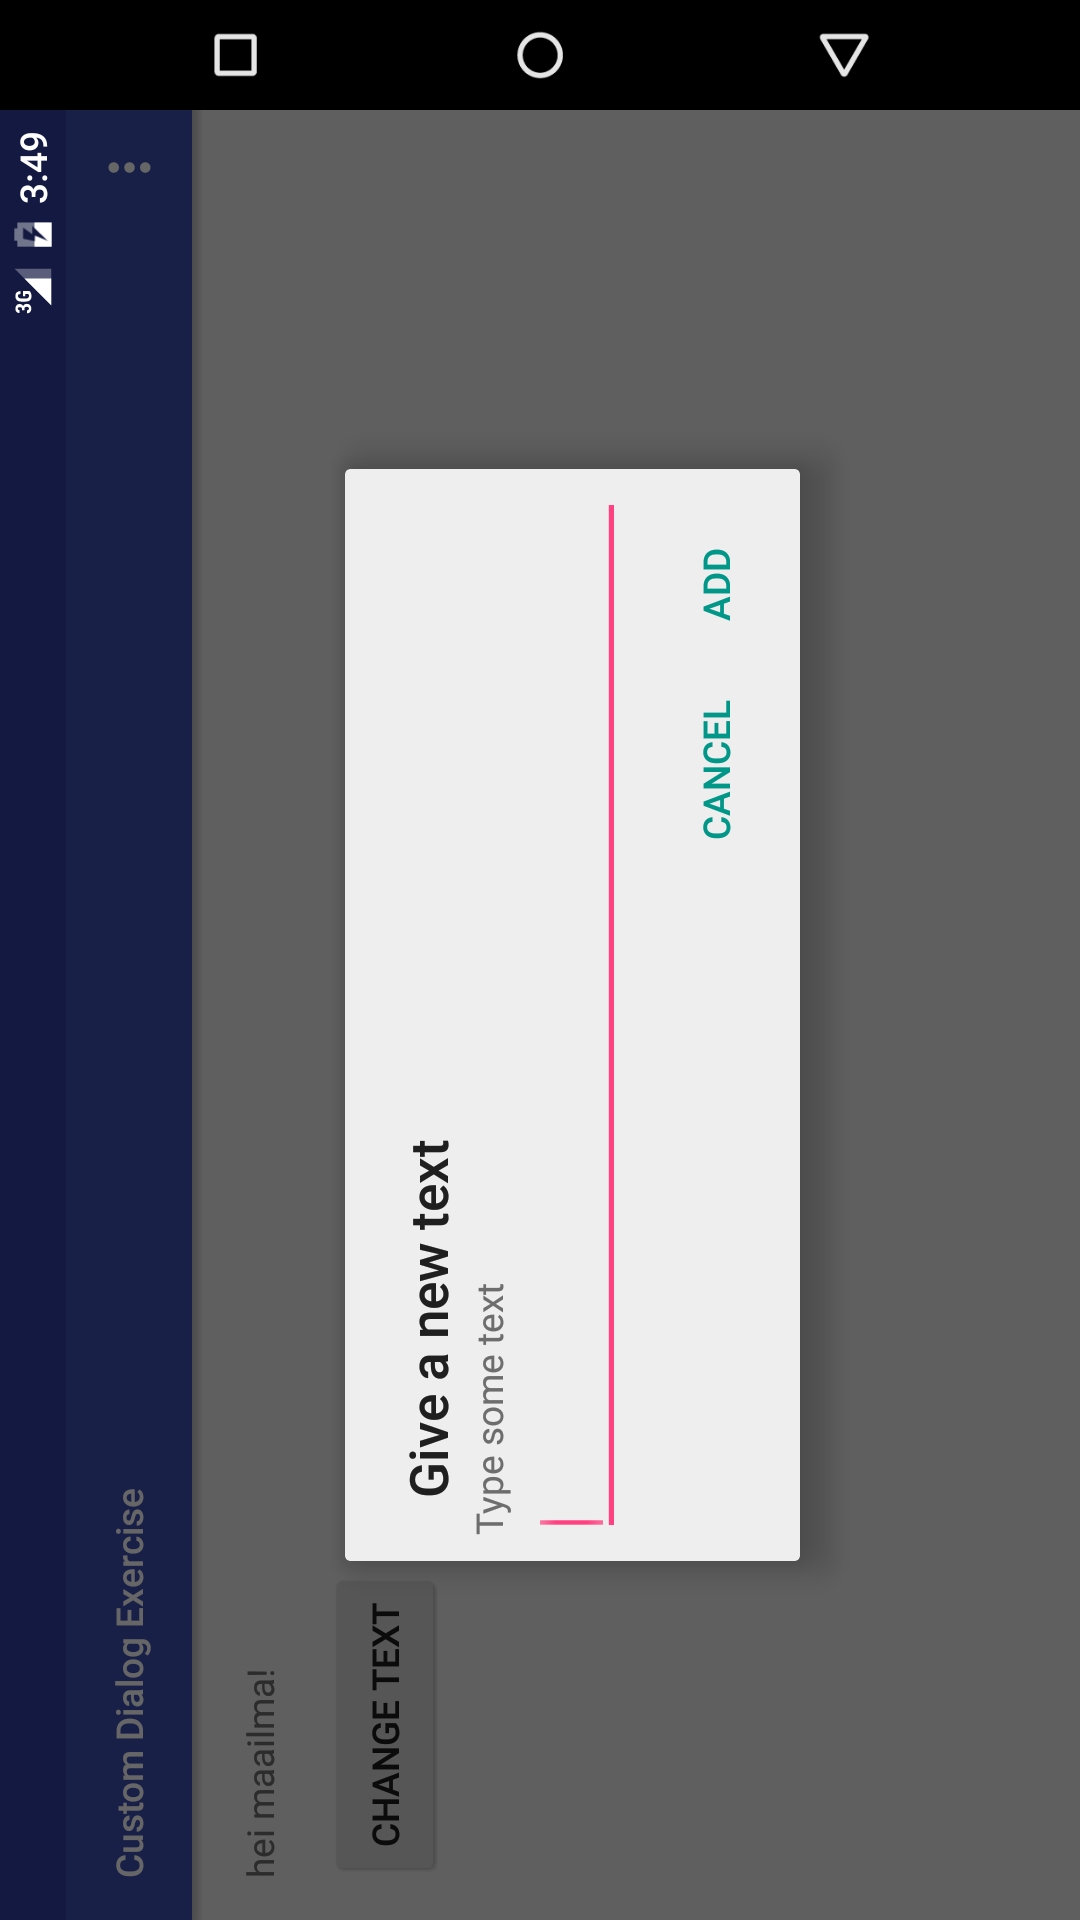 3G 3:49
Custom Dialog Exercise
hei maailma!
CHANGE TEXT
Give a new text
Type some text
CANCEL ADD